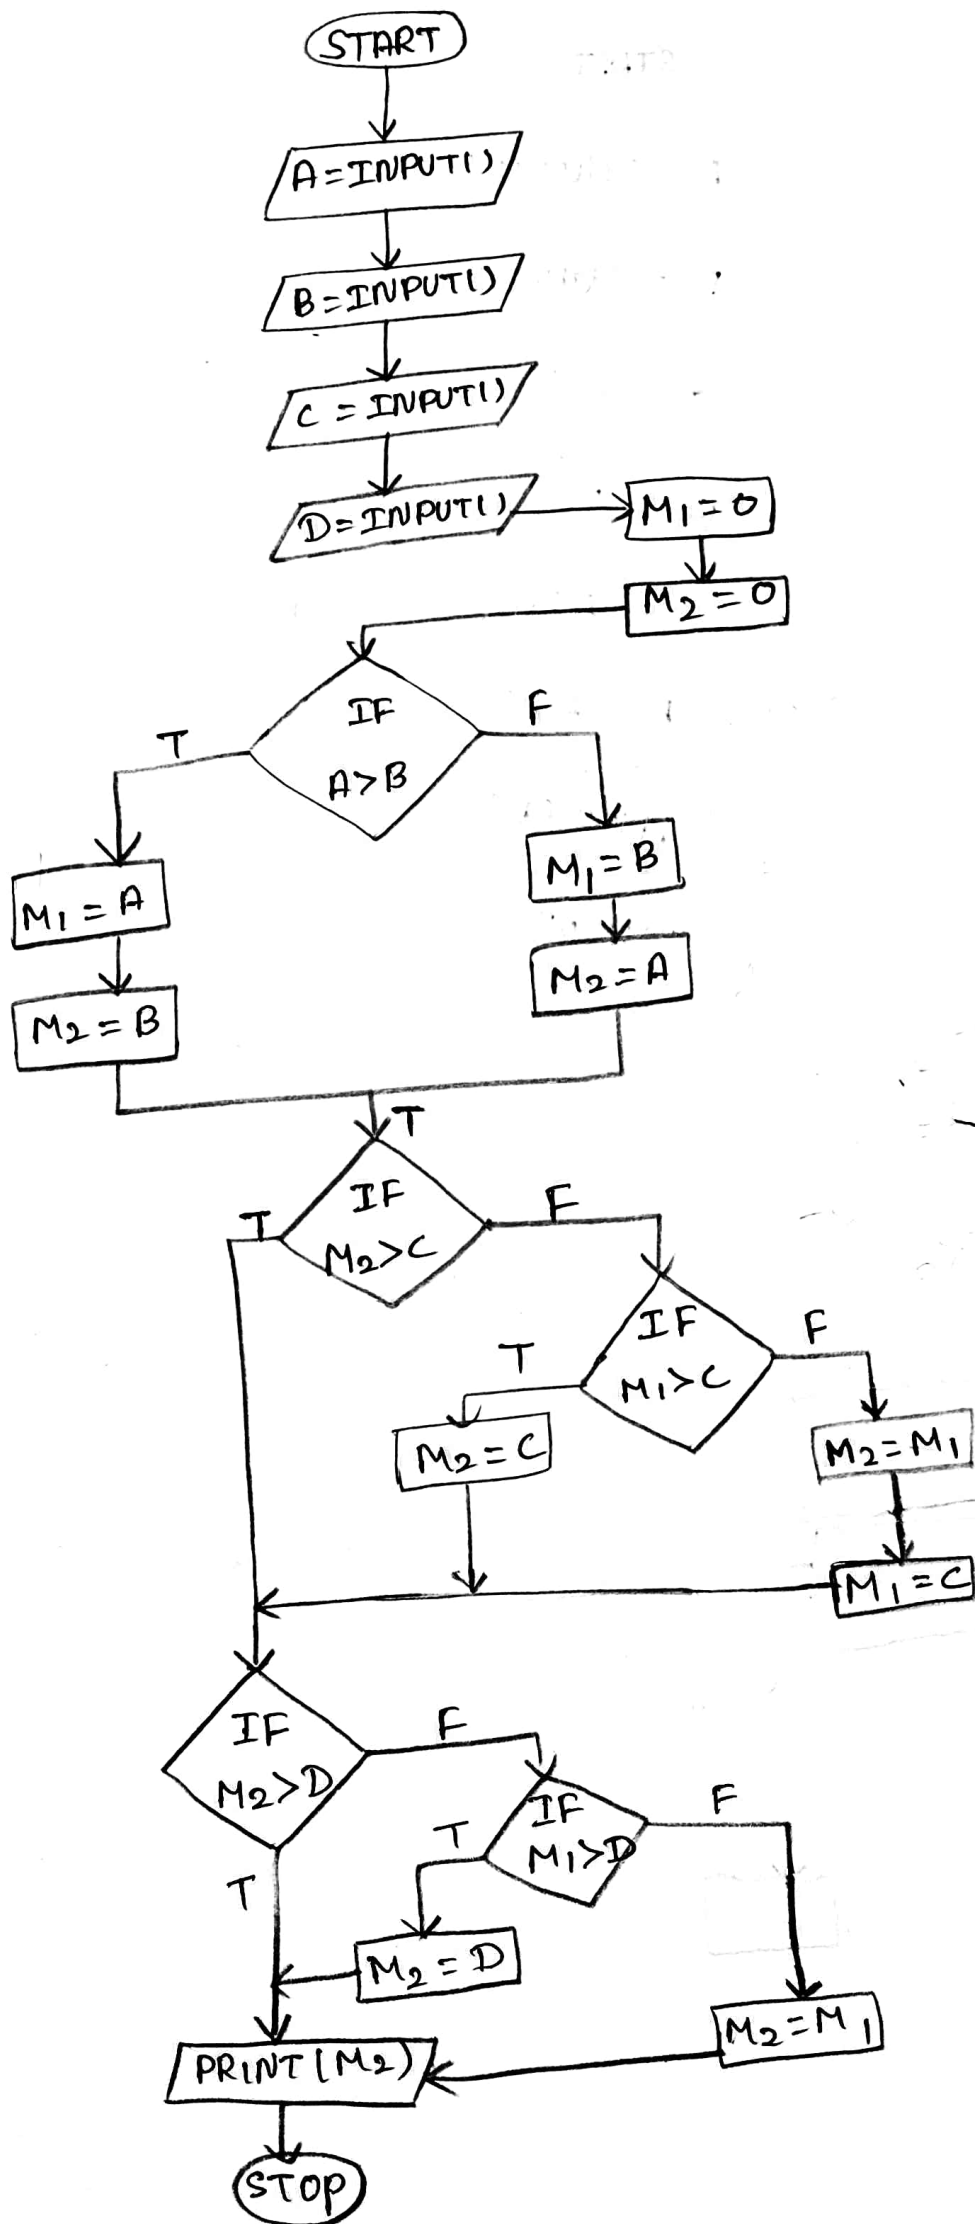 START
A=INPUT()
B=INPUT()
C=INPUT()
D=INPUT()
M1=0
M2=0
IF
A>B
T
F
M1=A
M2=B
M1=B
M2=A
T
IF
M2>C
T
F
IF
M1>C
T
F
M2=C
M2=M1
M1=C
IF
M2>D
F
T
IF
M1>D
T
F
M2=D
M2=M1
PRINT(M2)
STOP